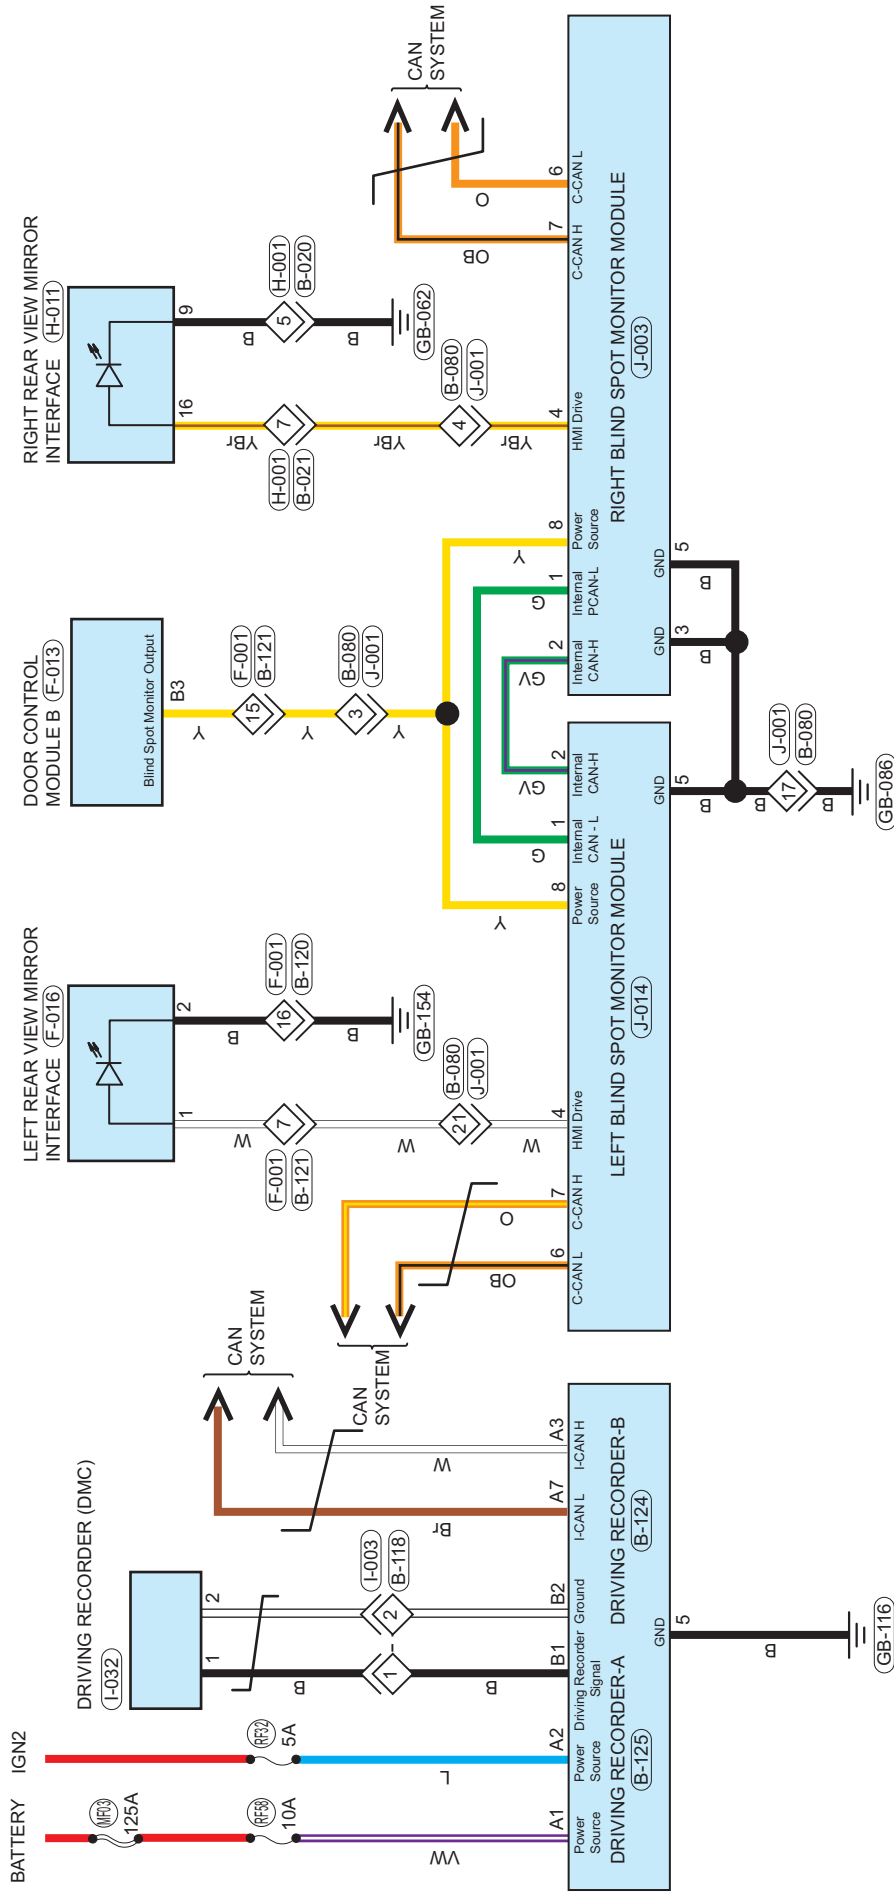 BATTERY
IGN2
MF03
125A
RF58
10A
RF32
5A
VW
L
A1
Power
Source
A2
Power
Source
DRIVING RECORDER (DMC)
I-032
1
2
B
1
2
I-003
B-118
B
B1
Driving Recorder
Signal
B2
Ground
CAN
SYSTEM
Br
W
A7
I-CAN L
A3
I-CAN H
DRIVING RECORDER-A
B-125
DRIVING RECORDER-B
B-124
GND
5
B
GB-116
CAN
SYSTEM
OB
O
6
C-CAN L
7
C-CAN H
LEFT REAR VIEW MIRROR
INTERFACE
F-016
1
2
W
B
7
F-001
B-121
16
F-001
B-120
B
GB-154
W
21
B-080
J-001
W
4
HMI Drive
LEFT BLIND SPOT MONITOR MODULE
J-014
DOOR CONTROL
MODULE B
F-013
Blind Spot Monitor Output
B3
Y
15
F-001
B-121
Y
3
B-080
J-001
Y
Y
8
Power
Source
G
1
Internal
CAN - L
GV
2
Internal
CAN-H
GND
5
B
B
17
J-001
B-080
B
GB-086
GV
2
Internal
CAN-H
G
1
Internal
PCAN-L
Y
8
Power
Source
GND
3
B
GND
5
B
RIGHT REAR VIEW MIRROR
INTERFACE
H-011
16
9
YBr
B
7
H-001
B-021
5
H-001
B-020
B
GB-062
YBr
4
B-080
J-001
YBr
4
HMI Drive
RIGHT BLIND SPOT MONITOR MODULE
J-003
CAN
SYSTEM
OB
O
7
C-CAN H
6
C-CAN L